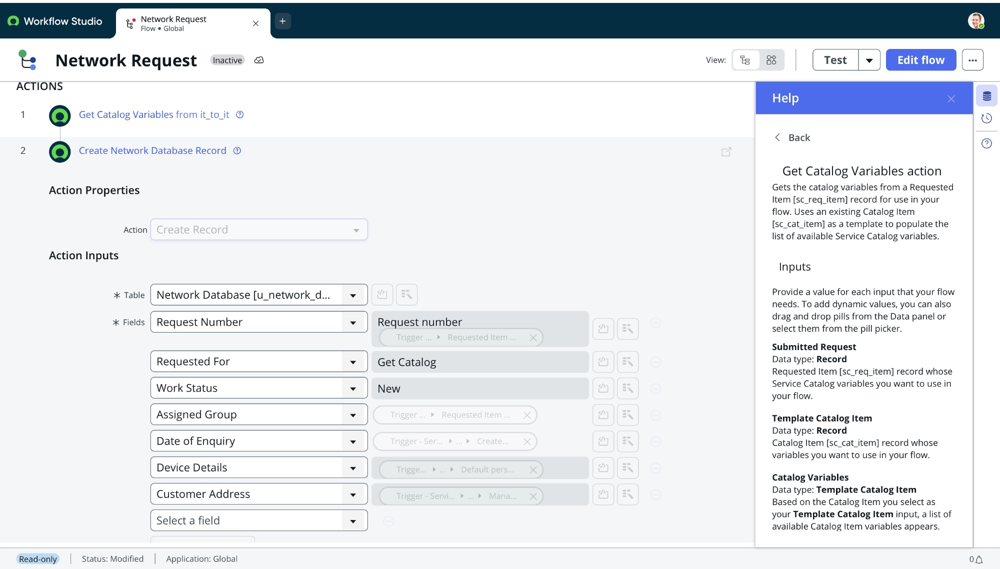 Workflow Studio
Network Request
Flow • Global
Network Request
Inactive
View:
Test
Edit flow
ACTIONS
1
Get Catalog Variables from it_to_it
2
Create Network Database Record
Action Properties
Action
Create Record
Action Inputs
* Table
Network Database [u_network_d...
* Fields
Request Number
Request number
Trigger ... ▸ Requested Item ...
Requested For
Get Catalog
Work Status
New
Assigned Group
Trigger ... ▸ Requested Item ...
Date of Enquiry
Trigger - Ser... ▸ ... ▸ Create...
Device Details
Trigge... ▸ ... ▸ Default pers...
Customer Address
Trigger - Servi... ▸ ... ▸ Mana...
Select a field
Help
Back
Get Catalog Variables action
Gets the catalog variables from a Requested
Item [sc_req_item] record for use in your
flow. Uses an existing Catalog Item
[sc_cat_item] as a template to populate the
list of available Service Catalog variables.
Inputs
Provide a value for each input that your flow
needs. To add dynamic values, you can also
drag and drop pills from the Data panel or
select them from the pill picker.
Submitted Request
Data type: Record
Requested Item [sc_req_item] record whose
Service Catalog variables you want to use in
your flow.
Template Catalog Item
Data type: Record
Catalog Item [sc_cat_item] record whose
variables you want to use in your flow.
Catalog Variables
Data type: Template Catalog Item
Based on the Catalog Item you select as
your Template Catalog Item input, a list of
available Catalog Item variables appears.
Read-only
Status: Modified
Application: Global
0